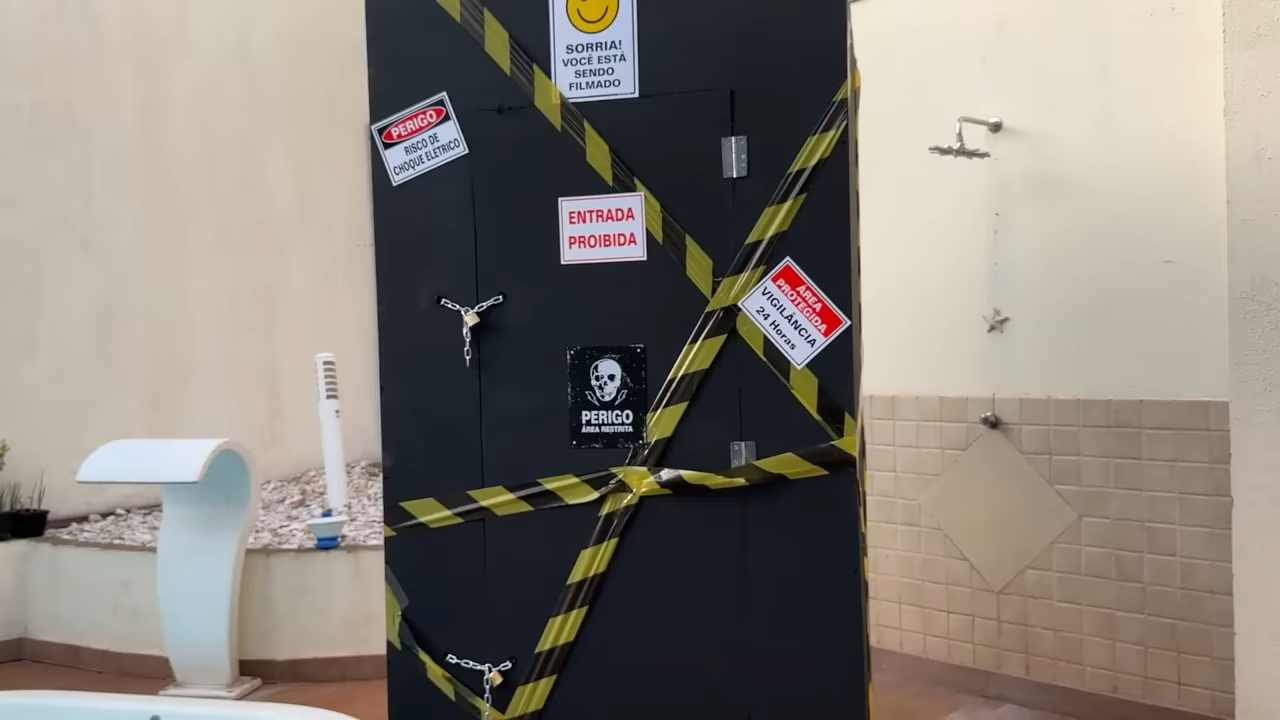 SORRIA!
VOCÊ ESTÁ
SENDO
FILMADO
PERIGO
RISCO DE
CHOQUE ELÉTRICO
ENTRADA
PROIBIDA
ÁREA
PROTEGIDA
VIGILÂNCIA
24 Horas
PERIGO
ÁREA RESTRITA